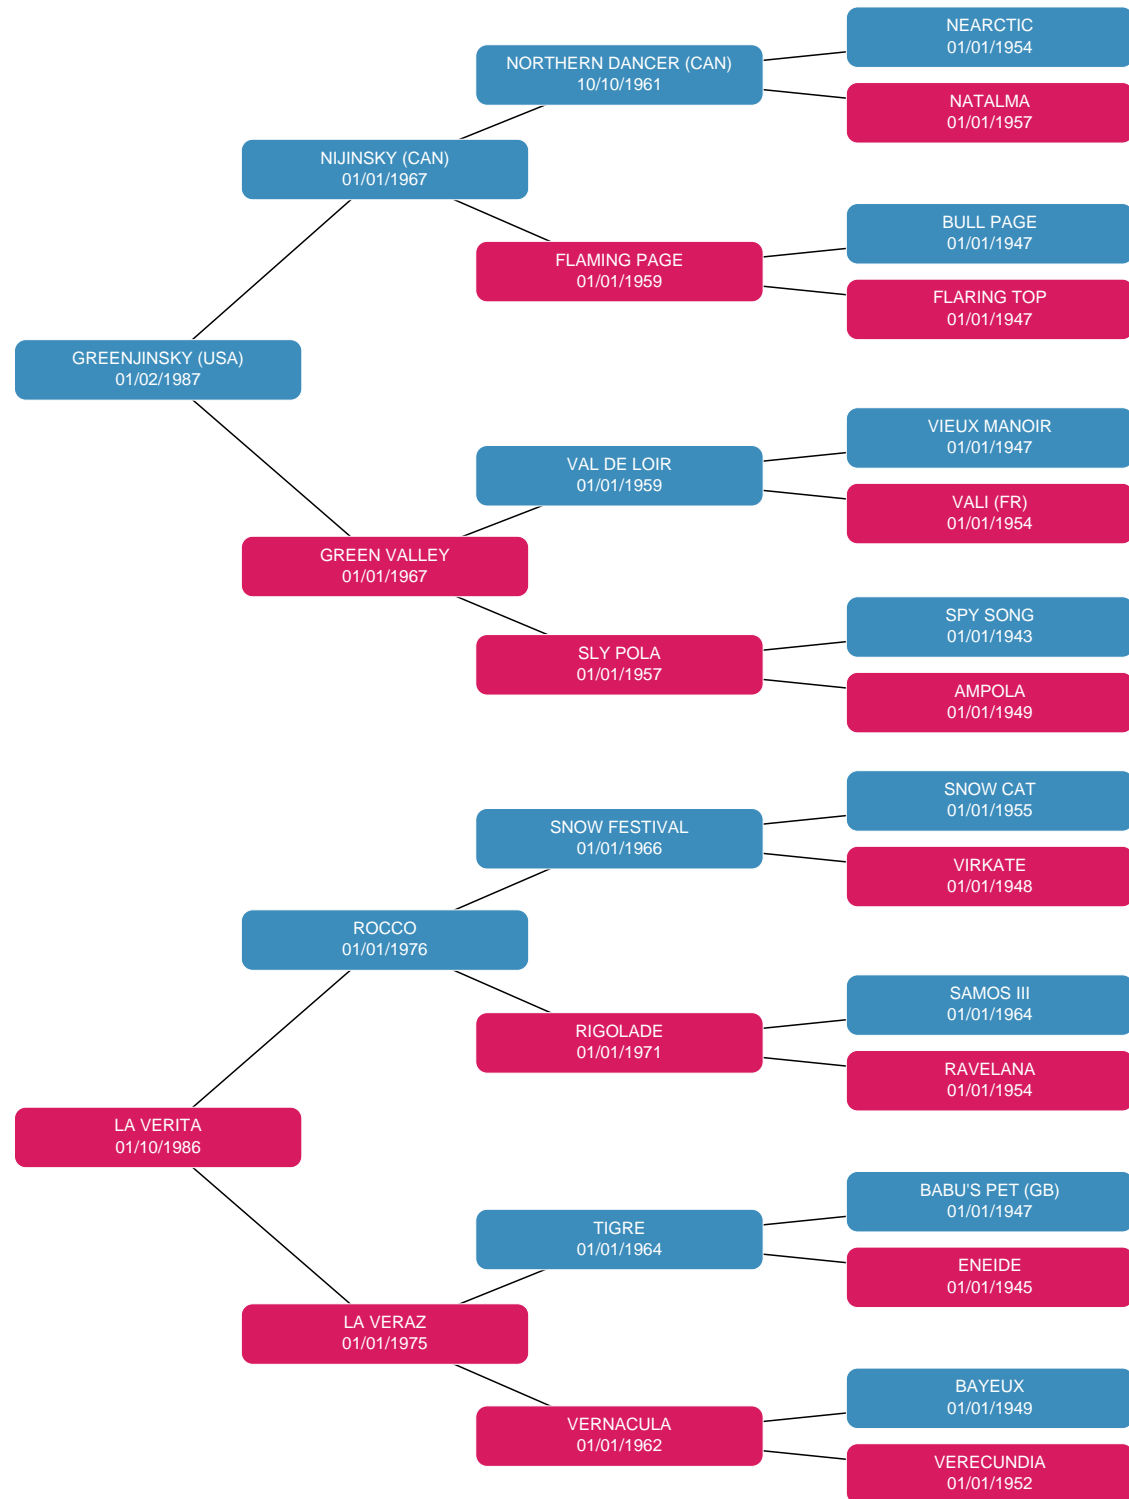 NEARCTIC
01/01/1954
NORTHERN DANCER (CAN)
10/10/1961
NATALMA
01/01/1957
NIJINSKY (CAN)
01/01/1967
BULL PAGE
01/01/1947
FLAMING PAGE
01/01/1959
FLARING TOP
01/01/1947
GREENJINSKY (USA)
01/02/1987
VIEUX MANOIR
01/01/1947
VAL DE LOIR
01/01/1959
VALI (FR)
01/01/1954
GREEN VALLEY
01/01/1967
SPY SONG
01/01/1943
SLY POLA
01/01/1957
AMPOLA
01/01/1949
SNOW CAT
01/01/1955
SNOW FESTIVAL
01/01/1966
VIRKATE
01/01/1948
ROCCO
01/01/1976
SAMOS III
01/01/1964
RIGOLADE
01/01/1971
RAVELANA
01/01/1954
LA VERITA
01/10/1986
BABU'S PET (GB)
01/01/1947
TIGRE
01/01/1964
ENEIDE
01/01/1945
LA VERAZ
01/01/1975
BAYEUX
01/01/1949
VERNACULA
01/01/1962
VERECUNDIA
01/01/1952